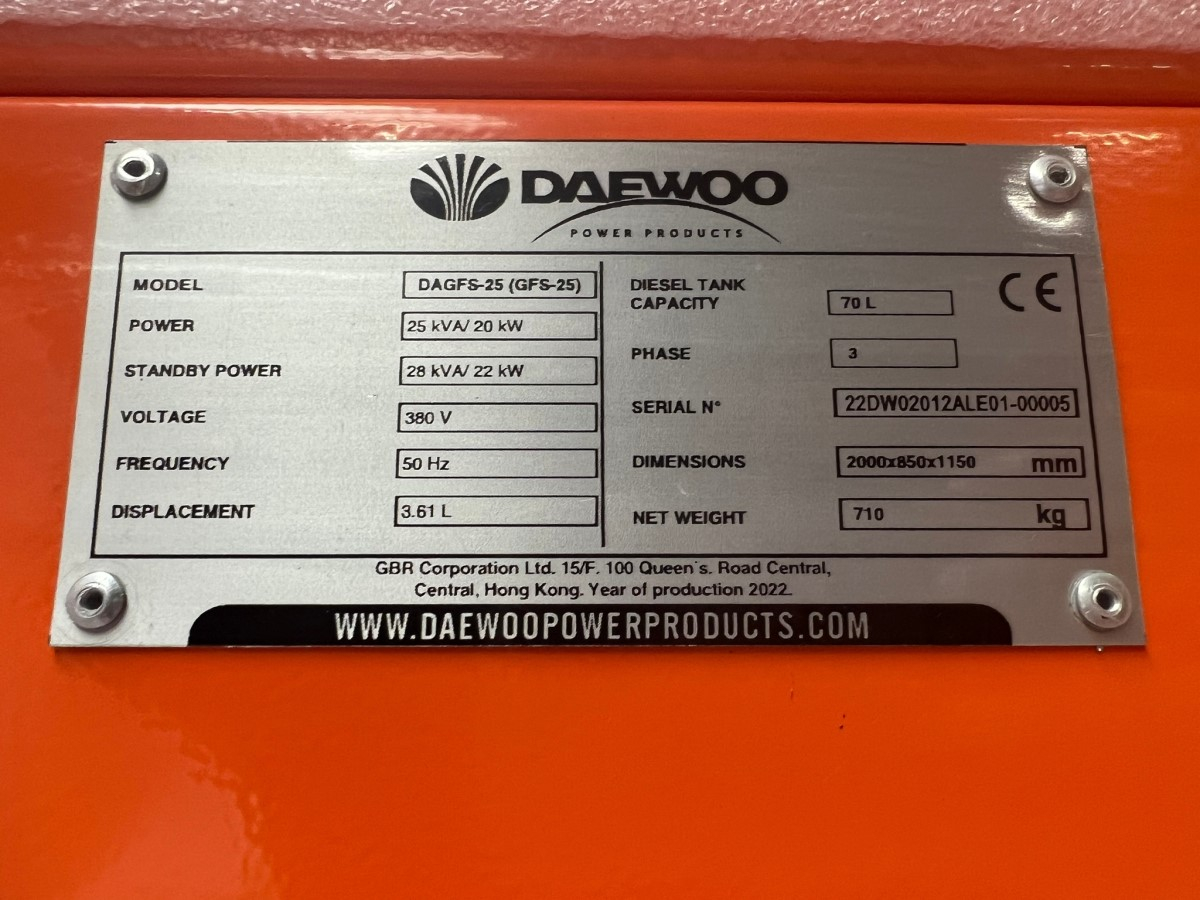 DAEWOO
POWER PRODUCTS
MODEL DAGFS-25 (GFS-25)
POWER 25 kVA/ 20 kW
STANDBY POWER 28 kVA/ 22 kW
VOLTAGE 380 V
FREQUENCY 50 Hz
DISPLACEMENT 3.61 L
DIESEL TANK
CAPACITY 70 L
CE
PHASE 3
SERIAL N° 22DW02012ALE01-00005
DIMENSIONS 2000x850x1150 mm
NET WEIGHT 710 kg
GBR Corporation Ltd. 15/F. 100 Queen's. Road Central,
Central, Hong Kong. Year of production 2022.
WWW.DAEWOOPOWERPRODUCTS.COM